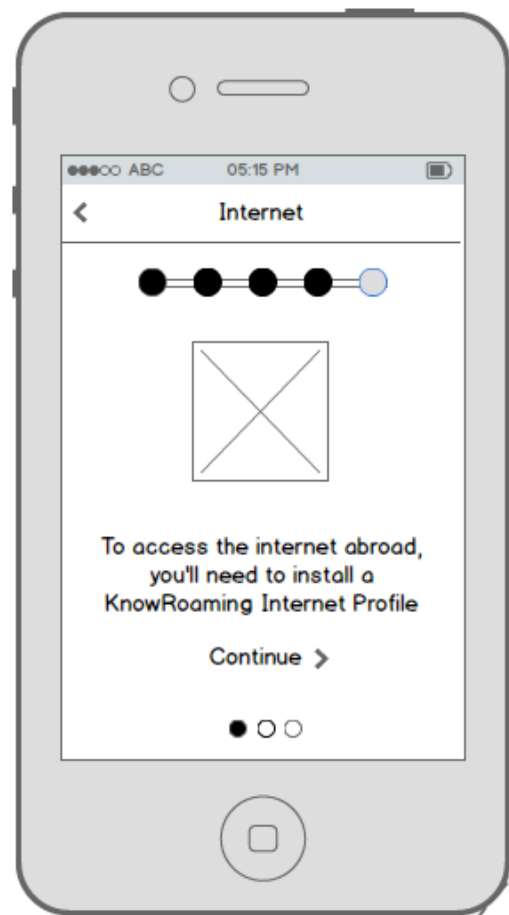 ABC 05:15 PM
Internet
To access the internet abroad,
you'll need to install a
KnowRoaming Internet Profile
Continue